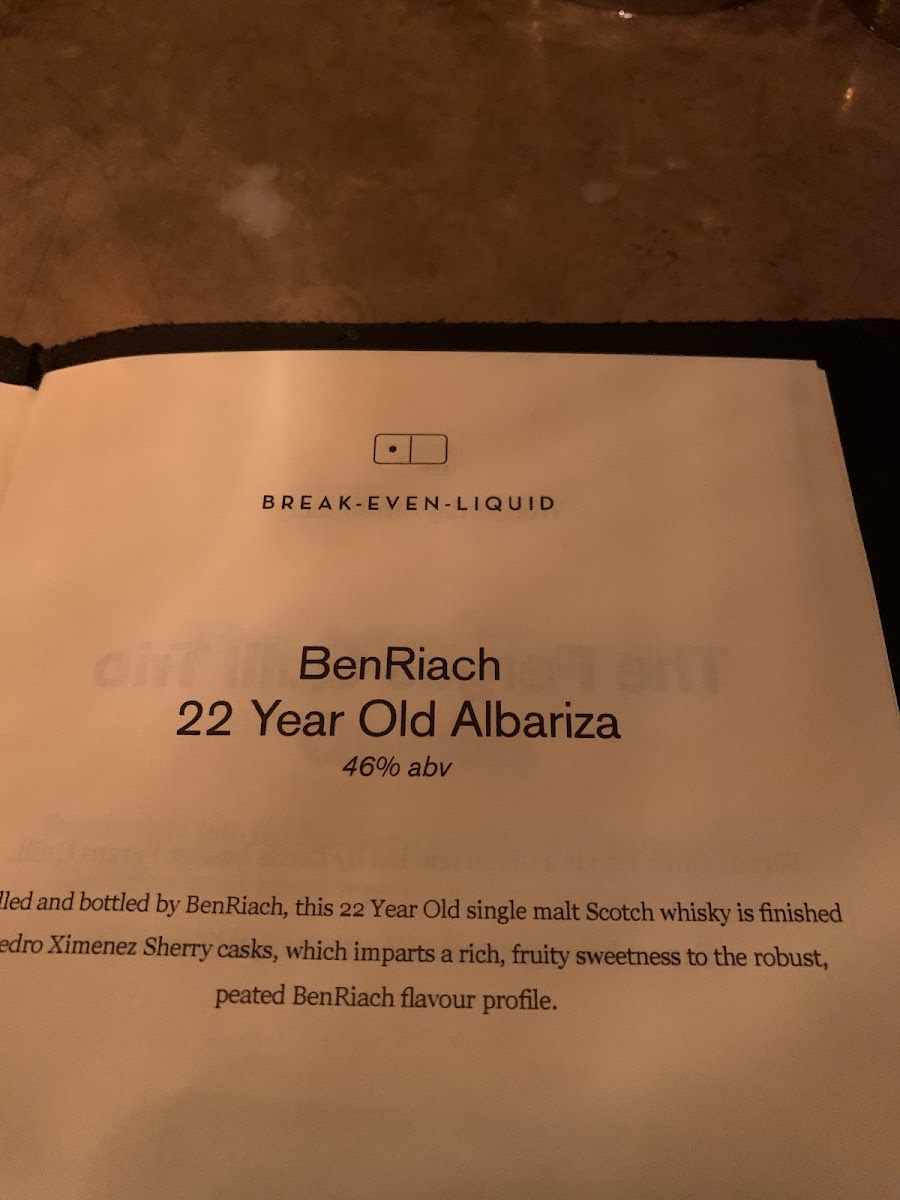 BREAK-EVEN-LIQUID
BenRiach
22 Year Old Albariza
46% abv
lled and bottled by BenRiach, this 22 Year Old single malt Scotch whisky is finished
edro Ximenez Sherry casks, which imparts a rich, fruity sweetness to the robust,
peated BenRiach flavour profile.